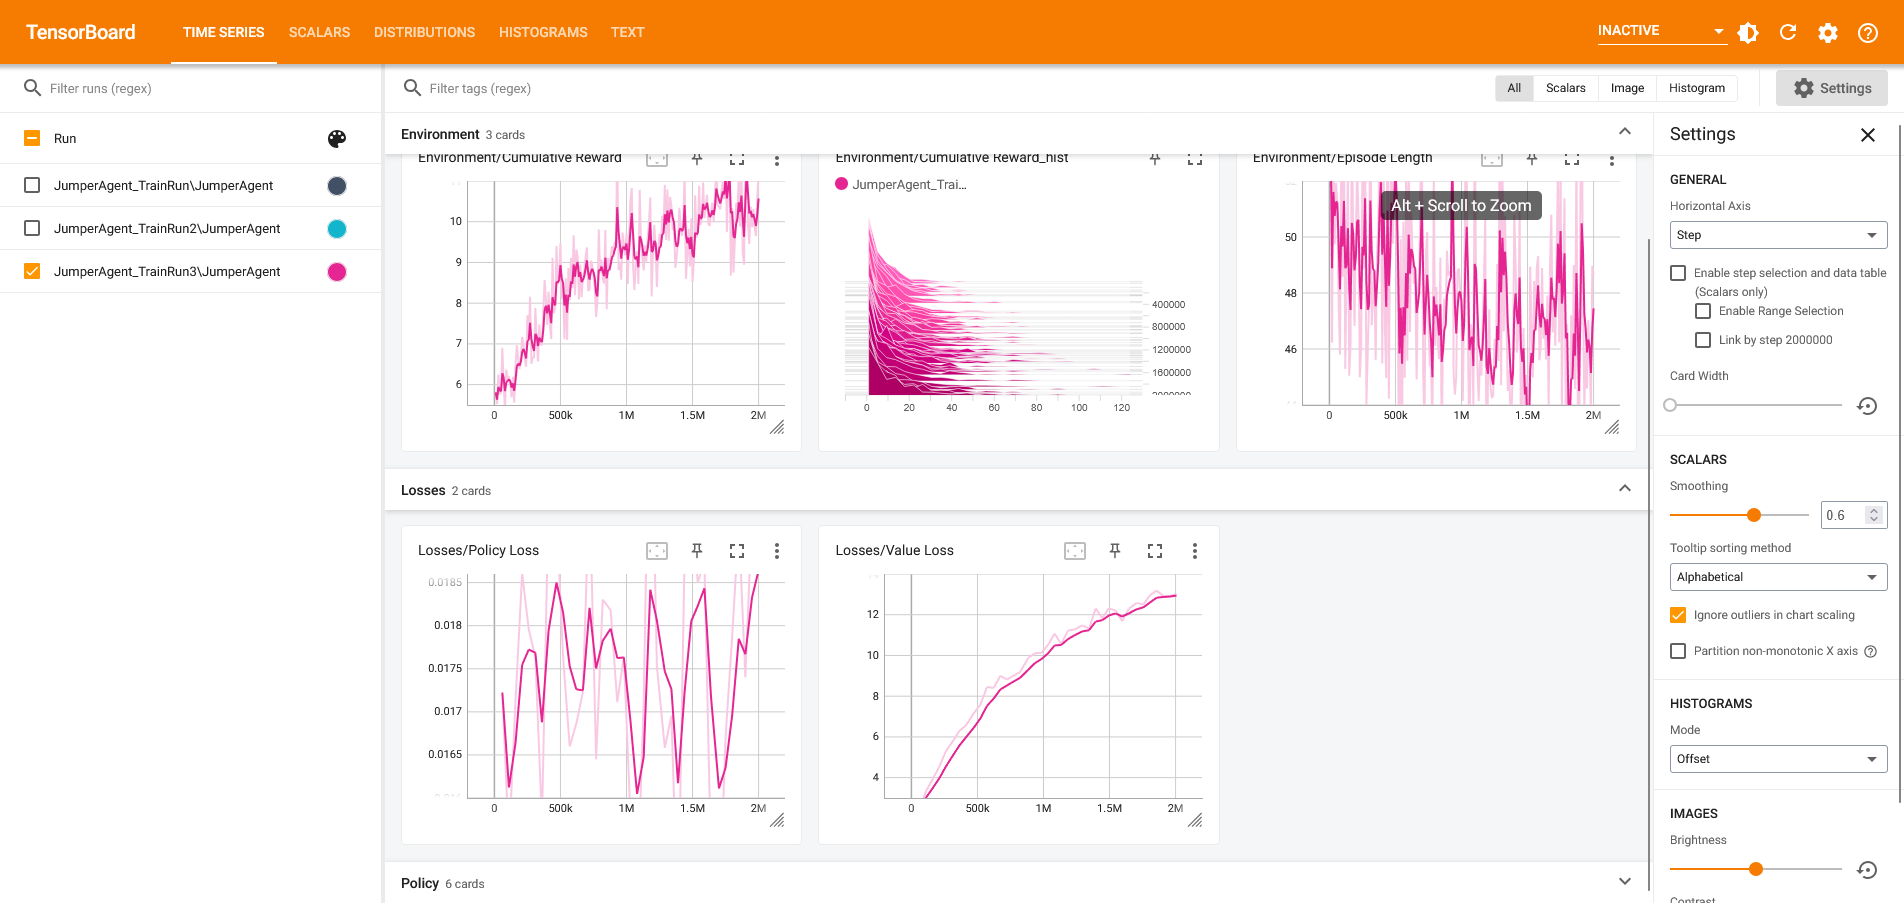 TensorBoard
TIME SERIES
SCALARS
DISTRIBUTIONS
HISTOGRAMS
TEXT
INACTIVE
Filter runs (regex)
Run
JumperAgent_TrainRun\JumperAgent
JumperAgent_TrainRun2\JumperAgent
JumperAgent_TrainRun3\JumperAgent
Filter tags (regex)
All
Scalars
Image
Histogram
Settings
Environment 3 cards
Environment/Cumulative Reward
10
9
8
7
6
0 500k 1M 1.5M 2M
Environment/Cumulative Reward_hist
JumperAgent_Trai...
400000
800000
1200000
1600000
2000000
0 20 40 60 80 100 120
Environment/Episode Length
Alt + Scroll to Zoom
50
48
46
0 500k 1M 1.5M 2M
Losses 2 cards
Losses/Policy Loss
0.0185
0.018
0.0175
0.017
0.0165
0 500k 1M 1.5M 2M
Losses/Value Loss
12
10
8
6
4
0 500k 1M 1.5M 2M
Policy 6 cards
Settings
GENERAL
Horizontal Axis
Step
Enable step selection and data table
(Scalars only)
Enable Range Selection
Link by step 2000000
Card Width
SCALARS
Smoothing
0.6
Tooltip sorting method
Alphabetical
Ignore outliers in chart scaling
Partition non-monotonic X axis
HISTOGRAMS
Mode
Offset
IMAGES
Brightness
Contrast